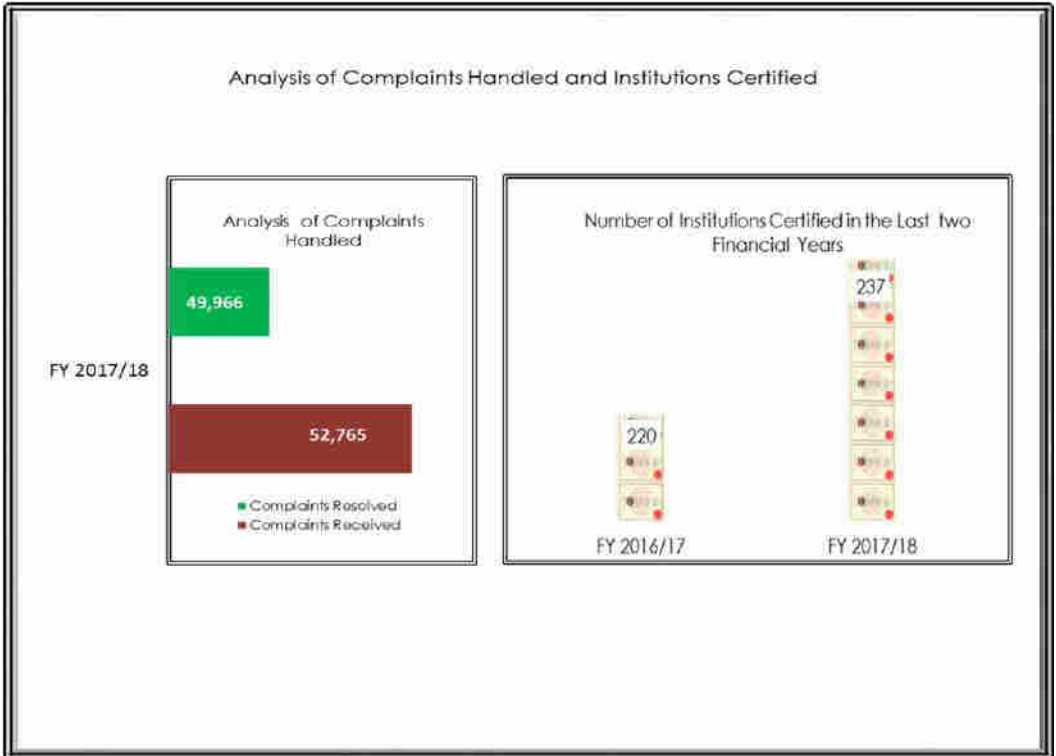 Analysis of Complaints Handled and Institutions Certified
Analysis of Complaints
Handled
49,966
FY 2017/18
52,765
Complaints Resolved
Complaints Received
Number of Institutions Certified in the Last two
Financial Years
237
220
FY 2016/17
FY 2017/18